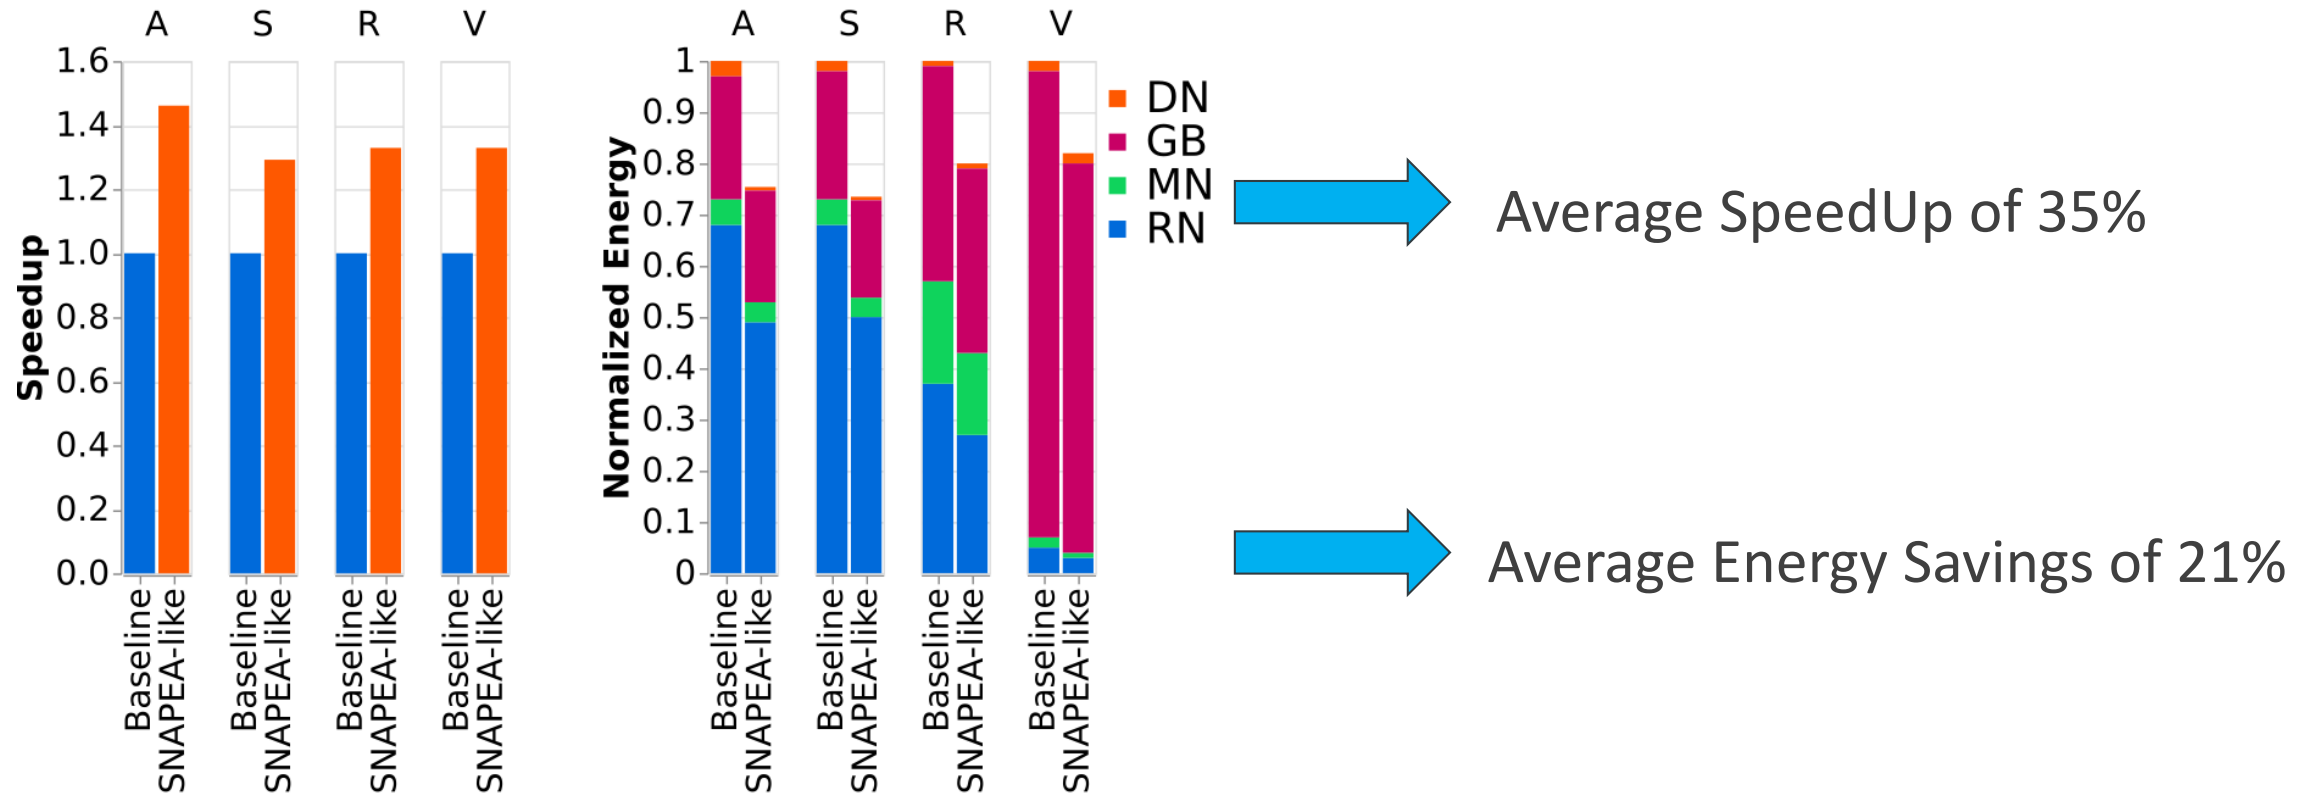 A S R V
Speedup
1.6
1.4
1.2
1.0
0.8
0.6
0.4
0.2
0.0
Baseline
SNAPEA-like
Baseline
SNAPEA-like
Baseline
SNAPEA-like
Baseline
SNAPEA-like
A S R V
Normalized Energy
1
0.9
0.8
0.7
0.6
0.5
0.4
0.3
0.2
0.1
0
Baseline
SNAPEA-like
Baseline
SNAPEA-like
Baseline
SNAPEA-like
Baseline
SNAPEA-like
DN
GB
MN
RN
Average SpeedUp of 35%
Average Energy Savings of 21%